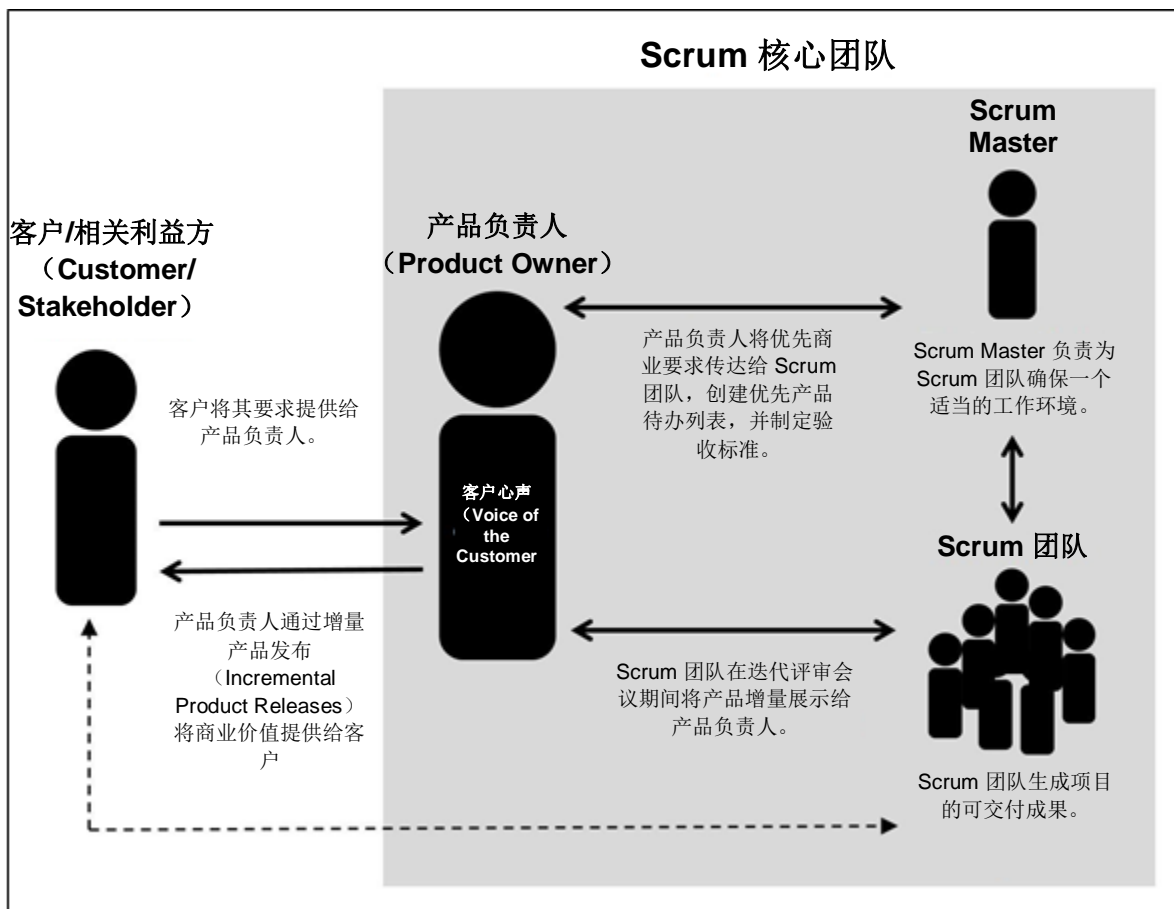 Scrum 核心团队
Scrum
Master
客户/相关利益方
（Customer/
Stakeholder）
产品负责人
（Product Owner）
客户将其要求提供给
产品负责人。
产品负责人将优先商
业要求传达给 Scrum
团队，创建优先产品
待办列表，并制定验
收标准。
Scrum Master 负责为
Scrum 团队确保一个
适当的工作环境。
客户心声
（Voice of
the
Customer
产品负责人通过增量
产品发布
（Incremental
Product Releases）
将商业价值提供给客
户
Scrum 团队在迭代评审会
议期间将产品增量展示给
产品负责人。
Scrum 团队
Scrum 团队生成项目
的可交付成果。